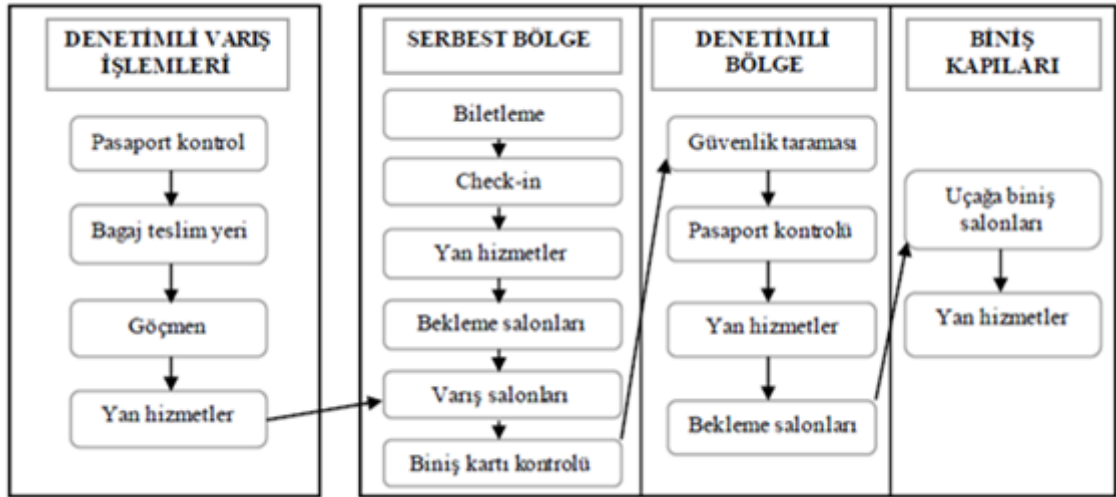 DENETİMLİ VARIŞ
İŞLEMLERİ
Pasaport kontrol
Bagaj teslim yeri
Göçmen
Yan hizmetler
SERBEST BÖLGE
Biletleme
Check-in
Yan hizmetler
Bekleme salonları
Varış salonları
Biniş kartı kontrolü
DENETİMLİ
BÖLGE
Güvenlik taraması
Pasaport kontrolü
Yan hizmetler
Bekleme salonları
BİNİŞ
KAPILARI
Uçağa biniş
salonları
Yan hizmetler